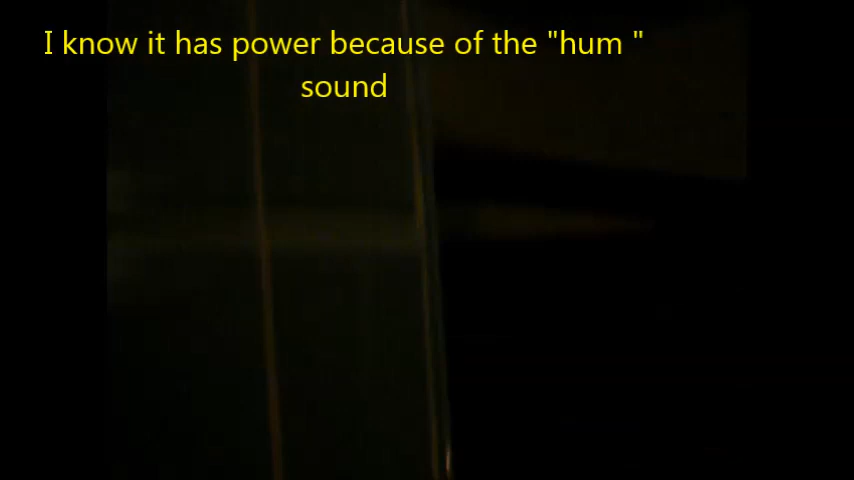 I know it has power because of the "hum "
sound